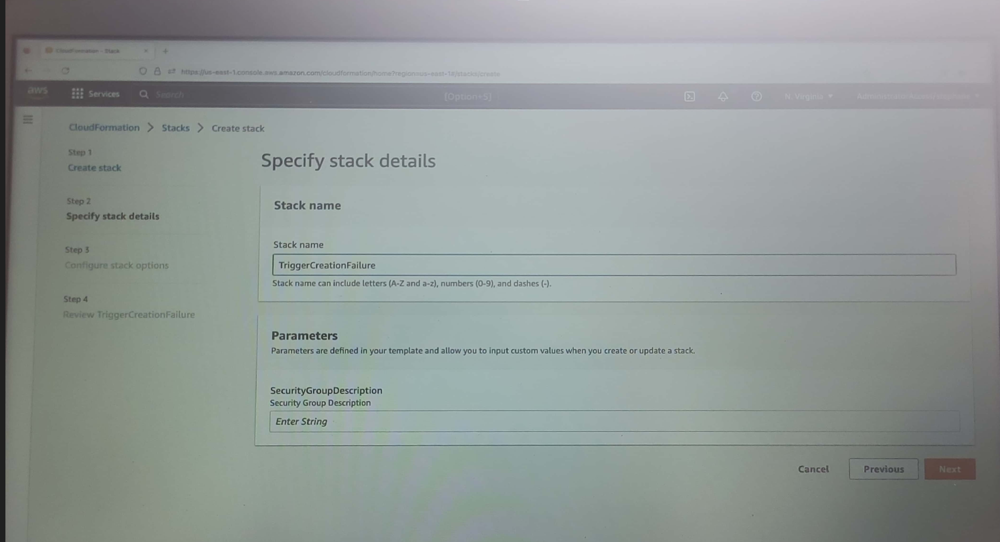 CloudFormation - Stack
https://us-east-1.console.aws.amazon.com/cloudformation/home?region=us-east-1#/stacks/create
aws Services Search [Option+S] N. Virginia
CloudFormation > Stacks > Create stack
Step 1
Create stack
Step 2
Specify stack details
Step 3
Configure stack options
Step 4
Review TriggerCreationFailure
Specify stack details
Stack name
Stack name
TriggerCreationFailure
Stack name can include letters (A-Z and a-z), numbers (0-9), and dashes (-).
Parameters
Parameters are defined in your template and allow you to input custom values when you create or update a stack.
SecurityGroupDescription
Security Group Description
Enter String
Cancel Previous Next